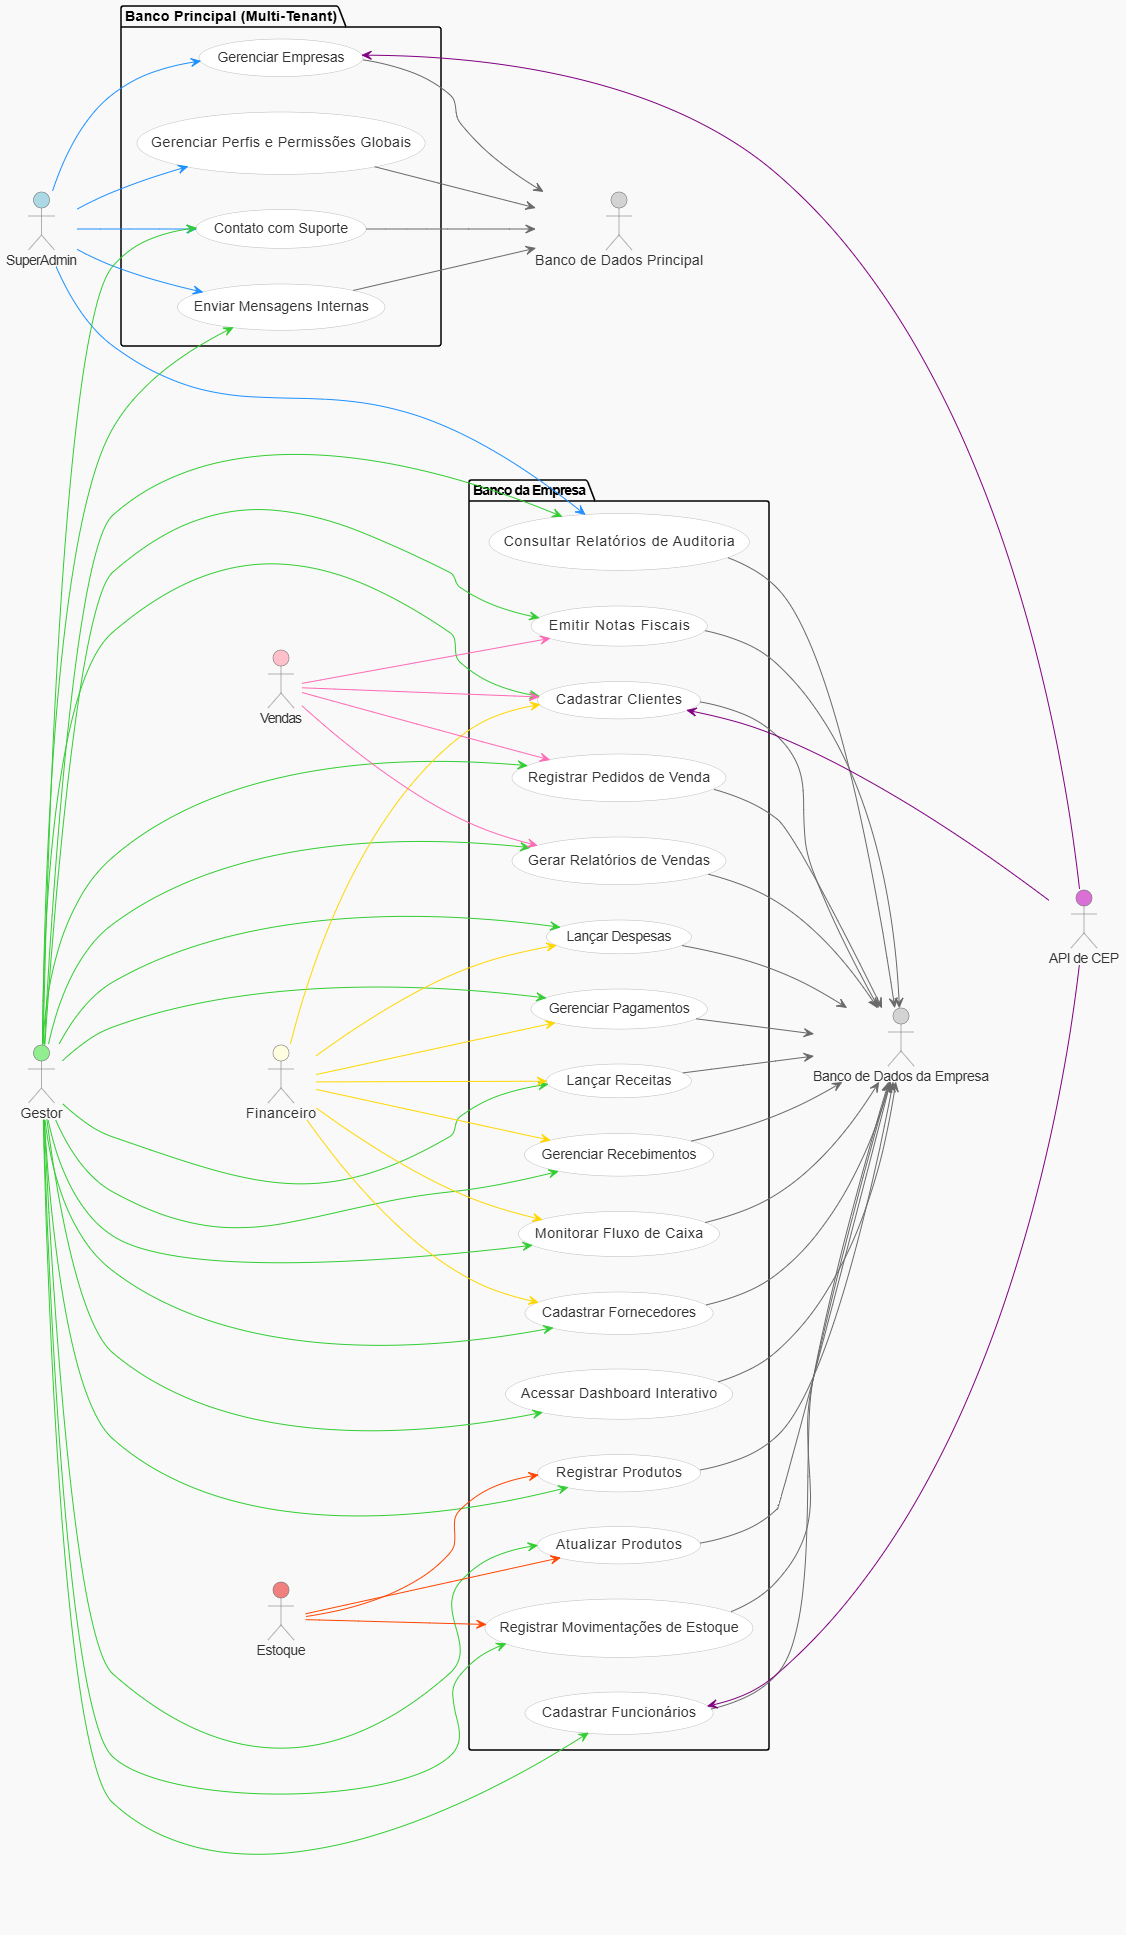 Banco Principal (Multi-Tenant)
Gerenciar Empresas
Gerenciar Perfis e Permissões Globais
Contato com Suporte
SuperAdmin
Banco de Dados Principal
Enviar Mensagens Internas
Banco da Empresa
Consultar Relatórios de Auditoria
Emitir Notas Fiscais
Cadastrar Clientes
Vendas
Registrar Pedidos de Venda
Gerar Relatórios de Vendas
Lançar Despesas
API de CEP
Gerenciar Pagamentos
Lançar Receitas
Banco de Dados da Empresa
Gestor
Financeiro
Gerenciar Recebimentos
Monitorar Fluxo de Caixa
Cadastrar Fornecedores
Acessar Dashboard Interativo
Registrar Produtos
Atualizar Produtos
Registrar Movimentações de Estoque
Estoque
Cadastrar Funcionários